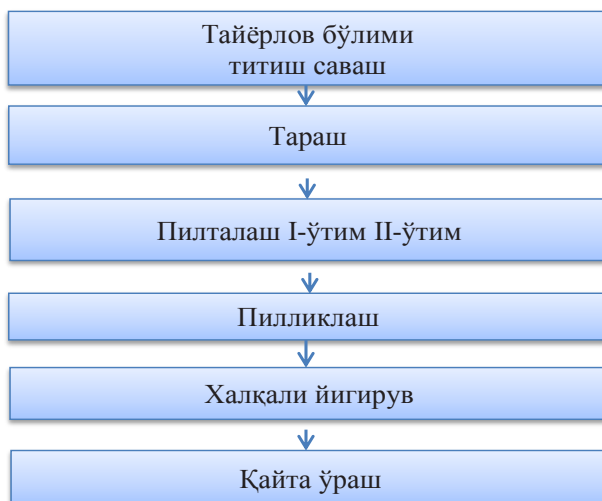 Тайёрлов бўлими
титиш саваш
Тараш
Пилталаш I-ўтим II-ўтим
Пилликлаш
Халқали йигирув
Қайта ўраш